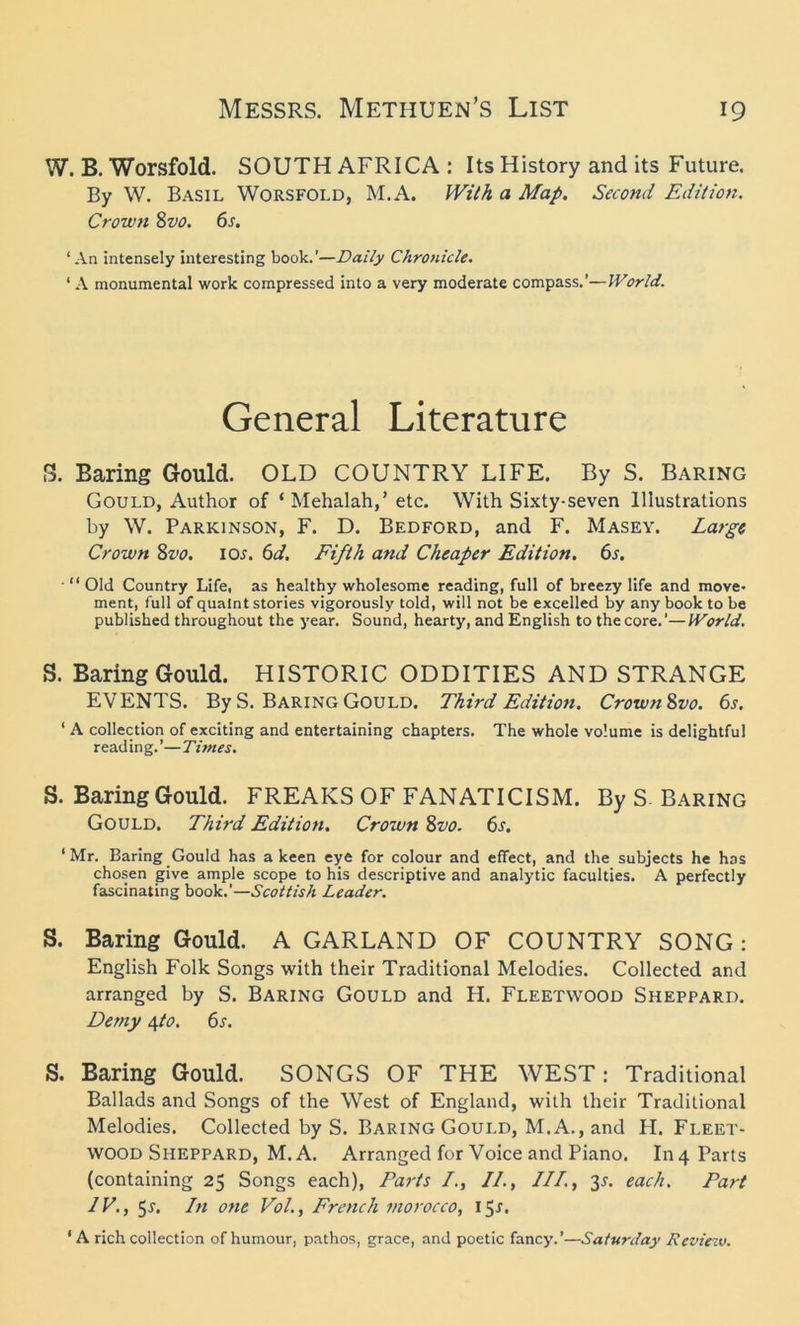 MESSRS. METHUEN'S LIST 19
W. B. Worsfold. SOUTH AFRICA : Its History and its Future.
By W. BASIL WORSFOLD, M.A. With a Map. Second Edition.
Crown 8vo. 6s.
‘An intensely interesting book.’—Daily Chronicle.
‘A monumental work compressed into a very moderate compass.’—World.
General Literature
S. Baring Gould. OLD COUNTRY LIFE. By S. BARING
GOULD, Author of ‘Mehalah,’ etc. With Sixty-seven Illustrations
by W. PARKINSON, F. D. BEDFORD, and F. MASEY. Large
Crown 8vo. 10s. 6d. Fifth and Cheaper Edition. 6s.
“Old Country Life, as healthy wholesome reading, full of breezy life and move-
ment, full of quaint stories vigorously told, will not be excelled by any book to be
published throughout the year. Sound, hearty, and English to the core.’—World.
S. Baring Gould. HISTORIC ODDITIES AND STRANGE
EVENTS. By S. BARING GOULD. Third Edition. Crown 8vo. 6s.
‘A collection of exciting and entertaining chapters. The whole volume is delightful
reading.’—Times.
S. Baring Gould. FREAKS OF FANATICISM. By S. BARING
GOULD. Third Edition. Crown 8vo. 6s.
‘Mr. Baring Gould has a keen eye for colour and effect, and the subjects he has
chosen give ample scope to his descriptive and analytic faculties. A perfectly
fascinating book.’—Scottish Leader.
S. Baring Gould. A GARLAND OF COUNTRY SONG :
English Folk Songs with their Traditional Melodies. Collected and
arranged by S. BARING GOULD and H. FLEETWOOD SHEPPARD.
Demy 4to. 6s.
S. Baring Gould. SONGS OF THE WEST : Traditional
Ballads and Songs of the West of England, with their Traditional
Melodies. Collected by S. BARING GOULD, M.A., and H. FLEET-
WOOD SHEPPARD, M.A. Arranged for Voice and Piano. In 4 Parts
(containing 25 Songs each), Parts I., II., III., 3s. each. Part
IV., 5s. In one Vol., French morocco, 15s.
‘A rich collection of humour, pathos, grace, and poetic fancy.’—Saturday Review.